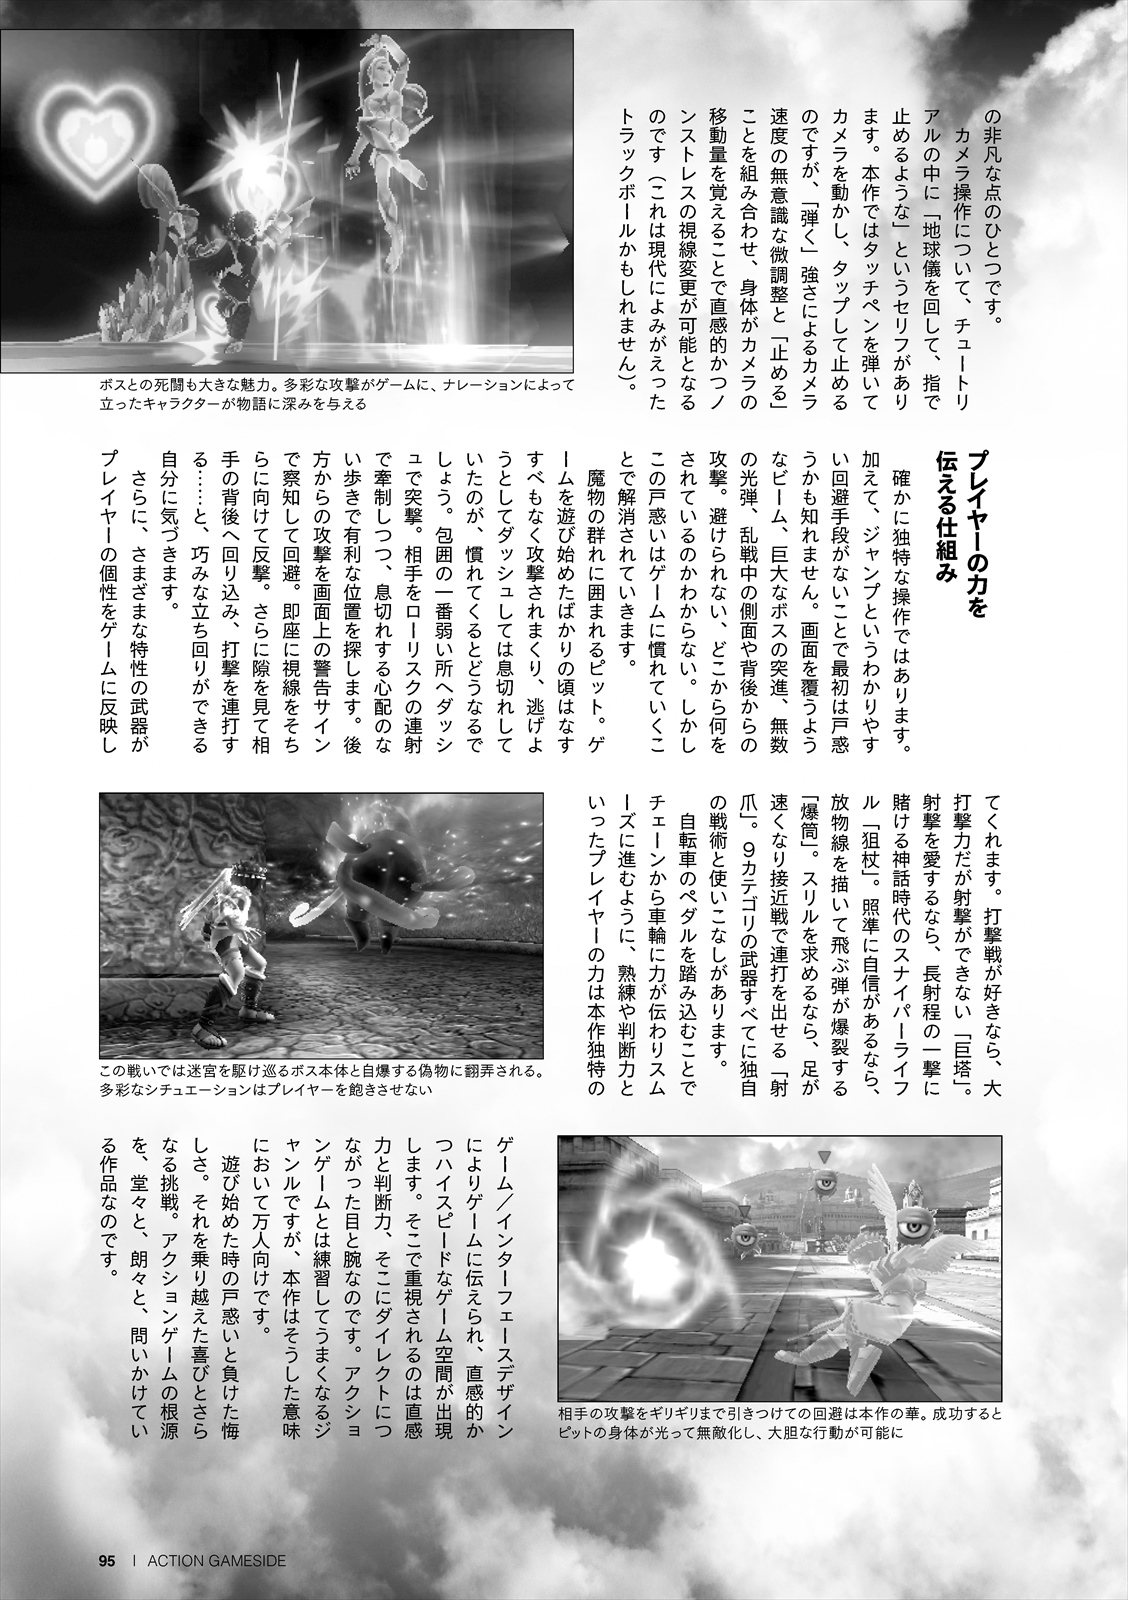 の非凡な点のひとつです。
　カメラ操作について、チュートリ
アルの中に「地球儀を回して、指で
止めるような」というセリフがあり
ます。本作ではタッチペンを弾いて
カメラを動かし、タップして止める
のですが、「弾く」強さによるカメラ
速度の無意識な微調整と「止める」
ことを組み合わせ、身体がカメラの
移動量を覚えることで直感的かつノ
ンストレスの視線変更が可能となる
のです（これは現代によみがえった
トラックボールかもしれません）。
ボスとの死闘も大きな魅力。多彩な攻撃がゲームに、ナレーションによって
立ったキャラクターが物語に深みを与える
プレイヤーの力を
伝える仕組み
　確かに独特な操作ではあります。
加えて、ジャンプというわかりやす
い回避手段がないことで最初は戸惑
うかも知れません。画面を覆うよう
なビーム、巨大なボスの突進、無数
の光弾、乱戦中の側面や背後からの
攻撃。避けられない、どこから何を
されているのかわからない。しかし
この戸惑いはゲームに慣れていくこ
とで解消されていきます。
　魔物の群れに囲まれるピット。ゲ
ームを遊び始めたばかりの頃はなす
すべもなく攻撃されまくり、逃げよ
うとしてダッシュしては息切れして
いたのが、慣れてくるとどうなるで
しょう。包囲の一番弱い所へダッシ
ュで突撃。相手をローリスクの連射
で牽制しつつ、息切れする心配のな
い歩きで有利な位置を探します。後
方からの攻撃を画面上の警告サイン
で察知して回避。即座に視線をそち
らに向けて反撃。さらに隙を見て相
手の背後へ回り込み、打撃を連打す
る……と、巧みな立ち回りができる
自分に気づきます。
　さらに、さまざまな特性の武器が
プレイヤーの個性をゲームに反映し
てくれます。打撃戦が好きなら、大
打撃力だが射撃ができない「巨塔」。
射撃を愛するなら、長射程の一撃に
賭ける神話時代のスナイパーライフ
ル「狙杖」。照準に自信があるなら、
放物線を描いて飛ぶ弾が爆裂する
「爆筒」。スリルを求めるなら、足が
速くなり接近戦で連打を出せる「射
爪」。９カテゴリの武器すべてに独自
の戦術と使いこなしがあります。
　自転車のペダルを踏み込むことで
チェーンから車輪に力が伝わりスム
ーズに進むように、熟練や判断力と
いったプレイヤーの力は本作独特の
この戦いでは迷宮を駆け巡るボス本体と自爆する偽物に翻弄される。
多彩なシチュエーションはプレイヤーを飽きさせない
相手の攻撃をギリギリまで引きつけての回避は本作の華。成功すると
ピットの身体が光って無敵化し、大胆な行動が可能に
ゲーム／インターフェースデザイン
によりゲームに伝えられ、直感的か
つハイスピードなゲーム空間が出現
します。そこで重視されるのは直感
力と判断力、そこにダイレクトにつ
ながった目と腕なのです。アクショ
ンゲームとは練習してうまくなるジ
ャンルですが、本作はそうした意味
において万人向けです。
　遊び始めた時の戸惑いと負けた悔
しさ。それを乗り越えた喜びとさら
なる挑戦。アクションゲームの根源
を、堂々と、朗々と、問いかけてい
る作品なのです。
95 | ACTION GAMESIDE